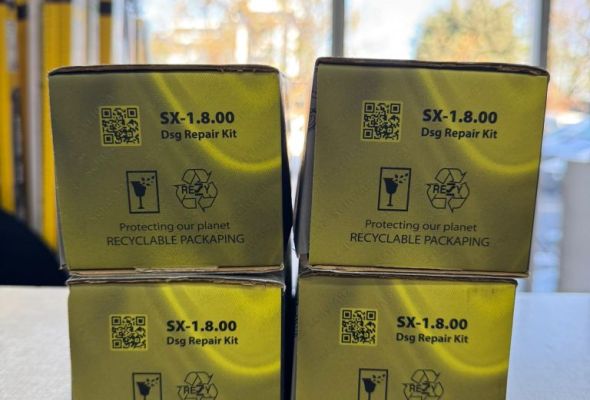 SX-1.8.00
Dsg Repair Kit
REZY
Protecting our planet
RECYCLABLE PACKAPING
SX-1.8.00
Dsg Repair Kit
REZY
Protecting our planet
RECYCLABLE PACKAPING
SX-1.8.00
Dsg Repair Kit
REZY
SX-1.8.00
Dsg Repair Kit
REZY